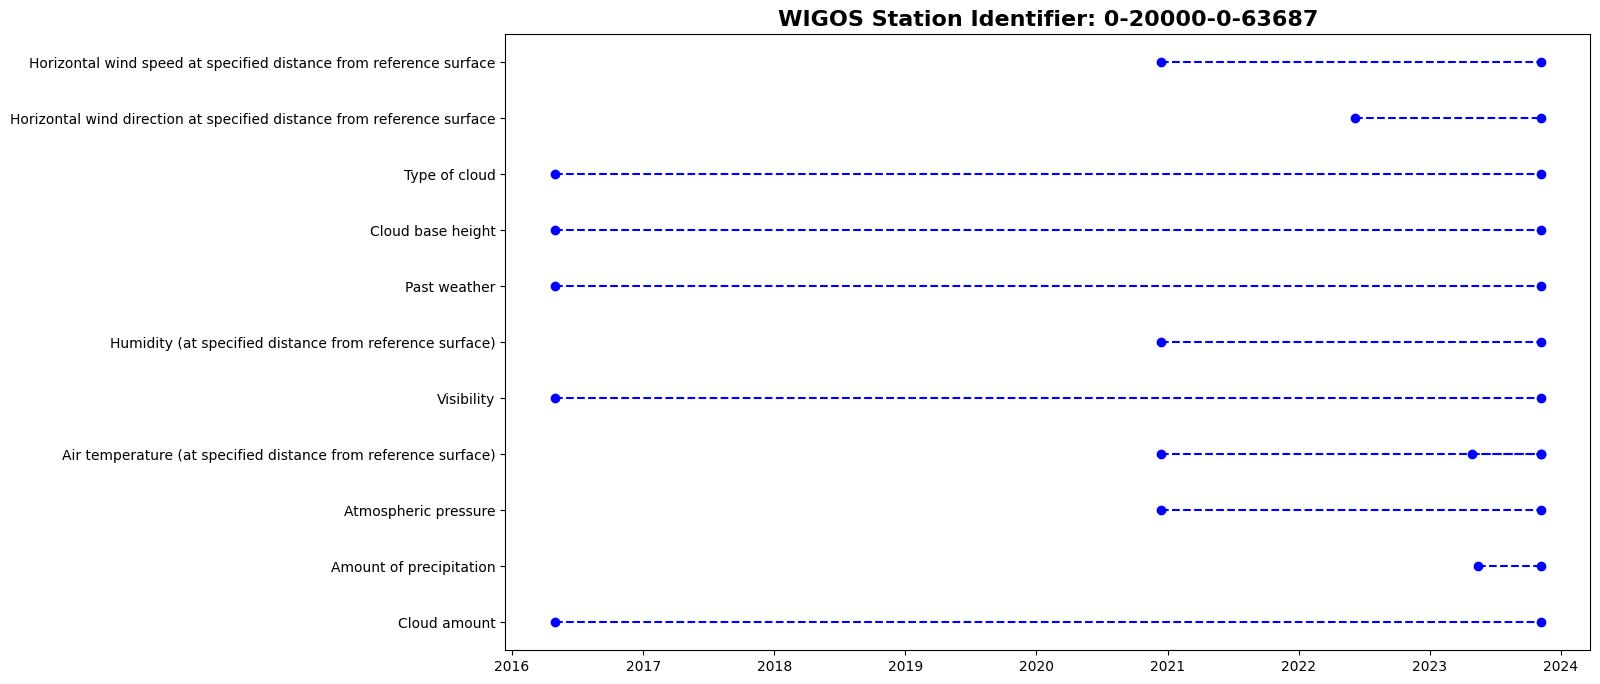 WIGOS Station Identifier: 0-20000-0-63687
Horizontal wind speed at specified distance from reference surface
Horizontal wind direction at specified distance from reference surface
Type of cloud
Cloud base height
Past weather
Humidity (at specified distance from reference surface)
Visibility
Air temperature (at specified distance from reference surface)
Atmospheric pressure
Amount of precipitation
Cloud amount
2016 2017 2018 2019 2020 2021 2022 2023 2024